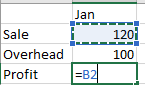 Jan
Sale 120
Overhead 100
Profit =B2